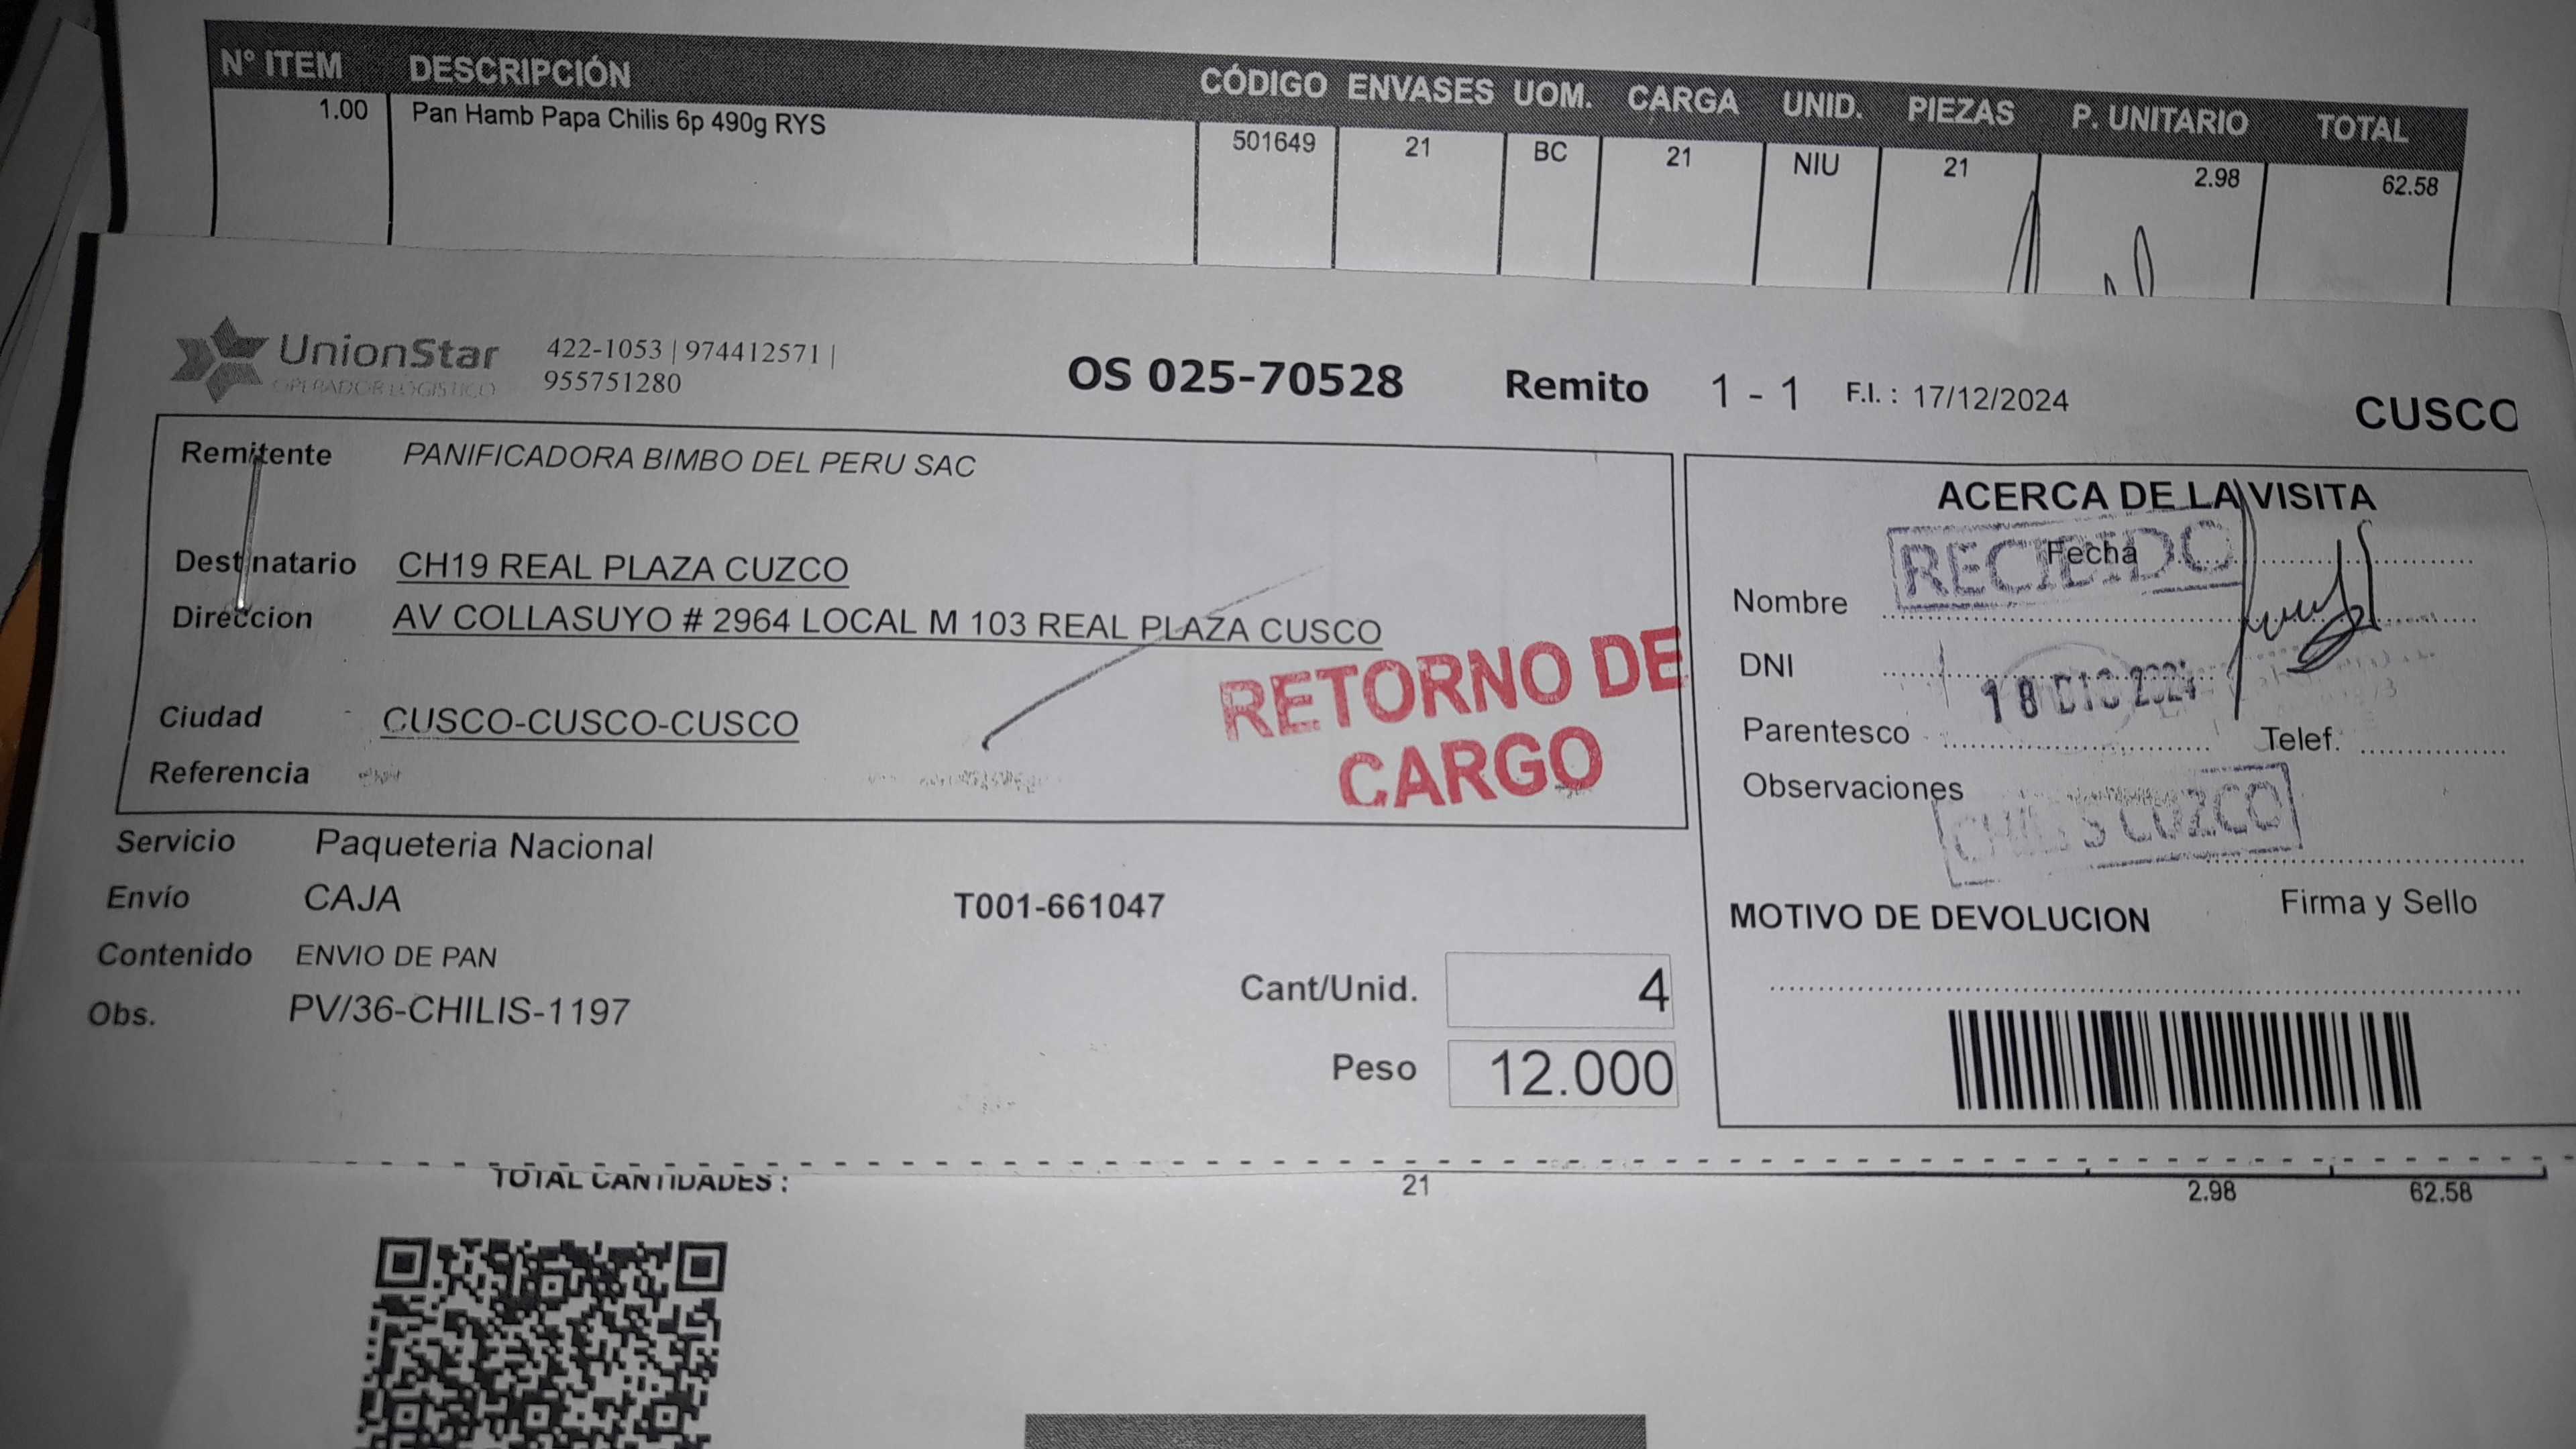 N° ITEM DESCRIPCIÓN CÓDIGO ENVASES UOM. CARGA UNID. PIEZAS P. UNITARIO TOTAL
1.00 Pan Hamb Papa Chilis 6p 490g RYS 501649 21 BC 21 NIU 21 2.98 62.58
UnionStar
OPERADOR LOGISTICO
422-1053 | 974412571 |
955751280
OS 025-70528 Remito 1 - 1 F.I. : 17/12/2024 CUSCO
Remitente PANIFICADORA BIMBO DEL PERU SAC
Destinatario CH19 REAL PLAZA CUZCO
Direccion AV COLLASUYO # 2964 LOCAL M 103 REAL PLAZA CUSCO
Ciudad CUSCO-CUSCO-CUSCO
Referencia
RETORNO DE
CARGO
ACERCA DE LA VISITA
RECIBIDO
Fecha
Nombre
DNI
18 DIC 2024
Parentesco Telef.
Observaciones
CHILIS CUZCO
Firma y Sello
MOTIVO DE DEVOLUCION
Servicio Paqueteria Nacional
Envío CAJA T001-661047
Contenido ENVIO DE PAN
Obs. PV/36-CHILIS-1197
Cant/Unid. 4
Peso 12.000
TOTAL CANTIDADES : 21 2.98 62.58